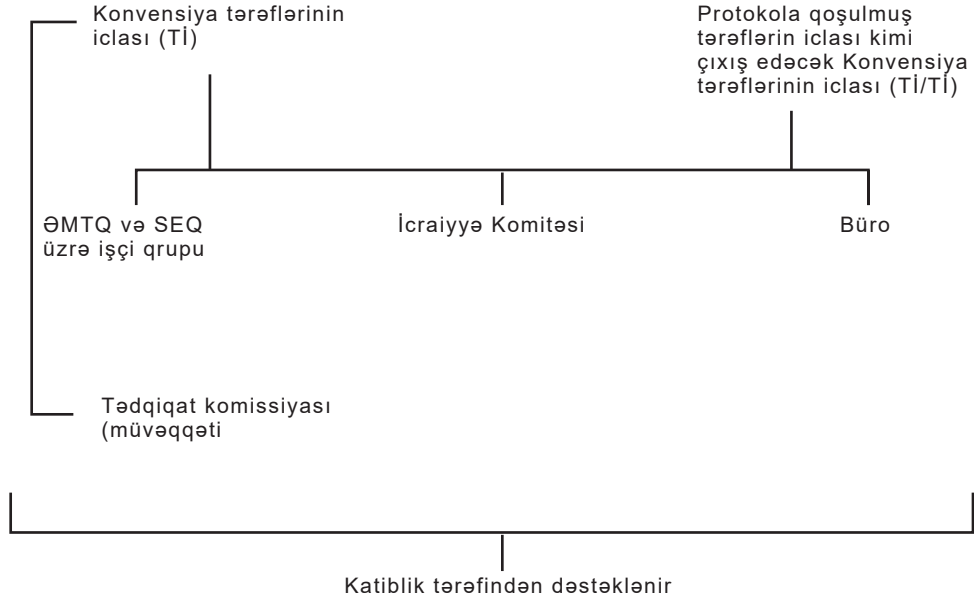 Konvensiya tərəflərinin
iclası (Tİ)
Protokola qoşulmuş
tərəflərin iclası kimi
çıxış edəcək Konvensiya
tərəflərinin iclası (Tİ/Tİ)
ƏMTQ və SEQ
üzrə işçi qrupu
İcraiyyə Komitəsi
Büro
Tədqiqat komissiyası
(müvəqqəti
Katiblik tərəfindən dəstəklənir